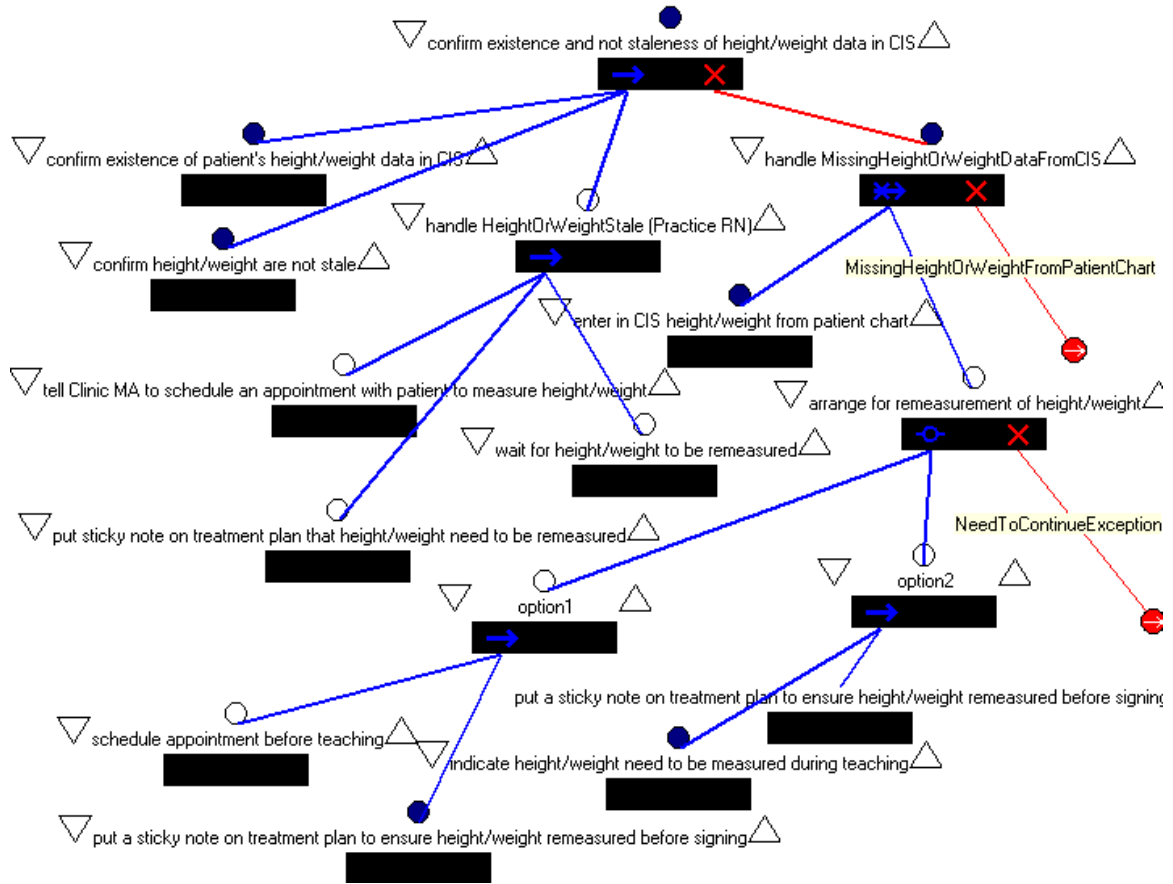 confirm existence and not staleness of height/weight data in CIS
confirm existence of patient's height/weight data in CIS
handle MissingHeightOrWeightDataFromCIS
handle HeightOrWeightStale (Practice RN)
confirm height/weight are not stale
MissingHeightOrWeightFromPatientChart
enter in CIS height/weight from patient chart
tell Clinic MA to schedule an appointment with patient to measure height/weight
arrange for remeasurement of height/weight
wait for height/weight to be remeasured
put sticky note on treatment plan that height/weight need to be remeasured
NeedToContinueException
option1
option2
put a sticky note on treatment plan to ensure height/weight remeasured before signing
schedule appointment before teaching
indicate height/weight need to be measured during teaching
put a sticky note on treatment plan to ensure height/weight remeasured before signing